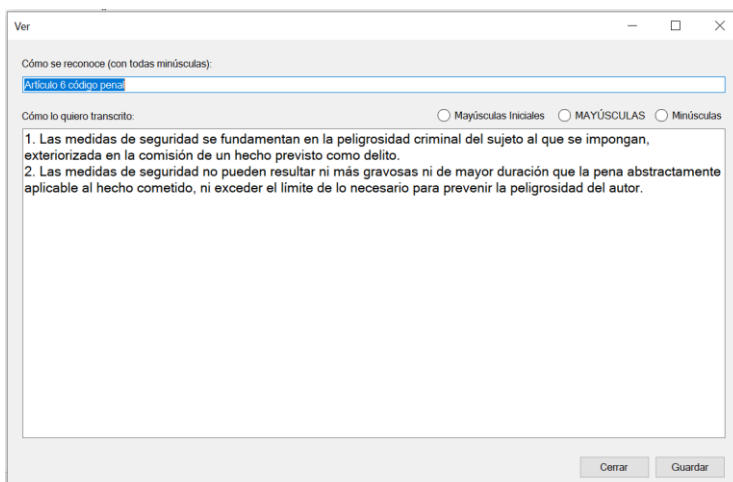 Ver
Cómo se reconoce (con todas minúsculas):
Artículo 6 código penal
Cómo lo quiero transcrito:
Mayúsculas Iniciales
MAYÚSCULAS
Minúsculas
1. Las medidas de seguridad se fundamentan en la peligrosidad criminal del sujeto al que se impongan,
exteriorizada en la comisión de un hecho previsto como delito.
2. Las medidas de seguridad no pueden resultar ni más gravosas ni de mayor duración que la pena abstractamente
aplicable al hecho cometido, ni exceder el límite de lo necesario para prevenir la peligrosidad del autor.
Cerrar
Guardar